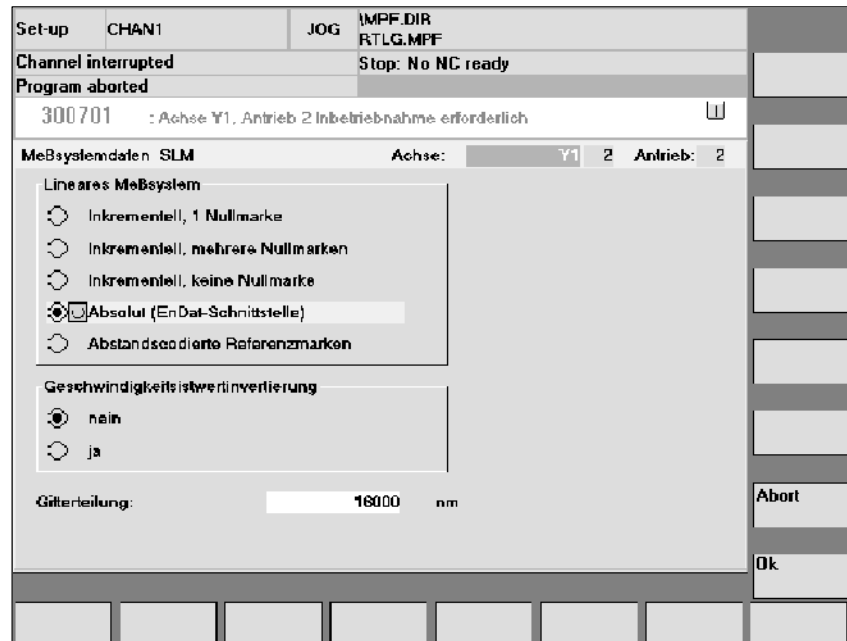 Set-up CHAN1 JOG \MPF.DIR
RTLG.MPF
Channel interrupted Stop: No NC ready
Program aborted
300701 : Achse Y1, Antrieb 2 Inbetriebnahme erforderlich
Meßsystemdaten SLM Achse: Y1 2 Antrieb: 2
Lineares Meßsystem
Inkrementell, 1 Nullmarke
Inkrementell, mehrere Nullmarken
Inkrementell, keine Nullmarke
Absolut (EnDat-Schnittstelle)
Abstandscodierte Referenzmarken
Geschwindigkeitsistwertinvertierung
nein
ja
Gitterteilung: 16000 nm
Abort
Ok